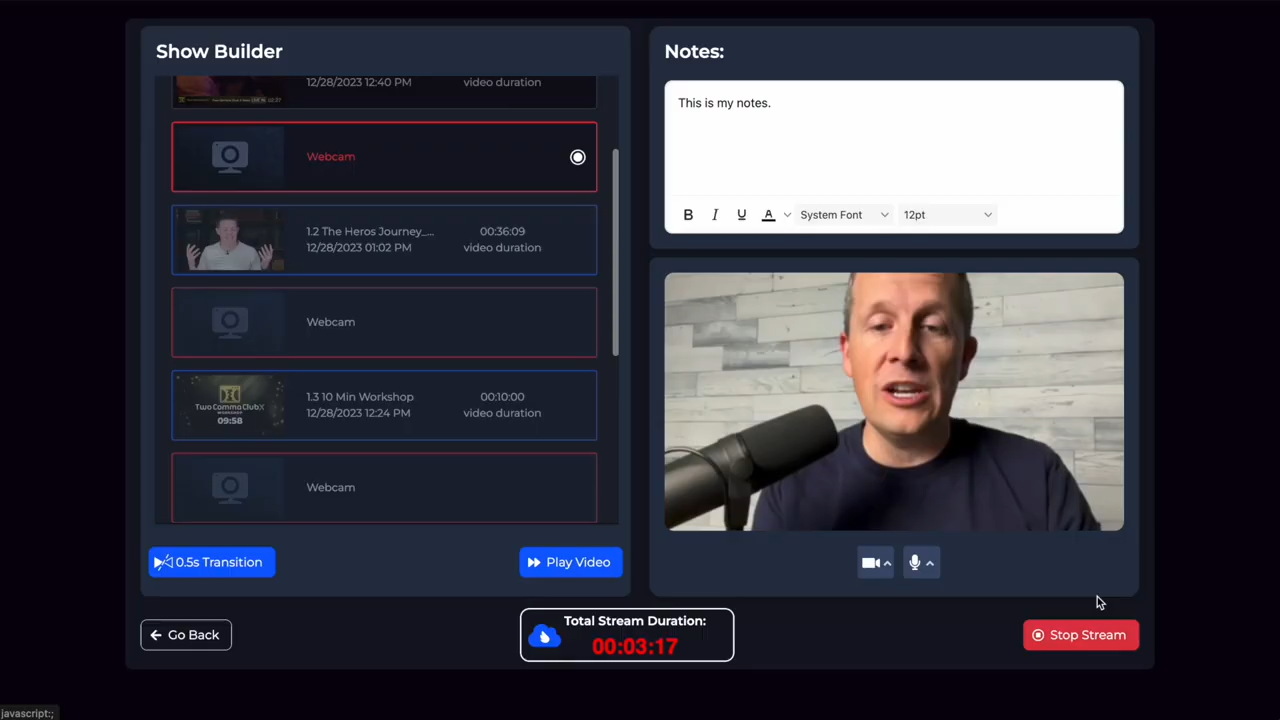 Show Builder
12/28/2023 12:40 PM
video duration
Webcam
1.2 The Heros Journey_...
00:36:09
12/28/2023 01:02 PM
video duration
Webcam
TWO COMMA CLUBX
WORKSHOP
09:58
1.3 10 Min Workshop
00:10:00
12/28/2023 12:24 PM
video duration
Webcam
0.5s Transition
Play Video
Notes:
This is my notes.
B I U A System Font 12pt
Go Back
Total Stream Duration:
00:03:17
Stop Stream
javascript:;